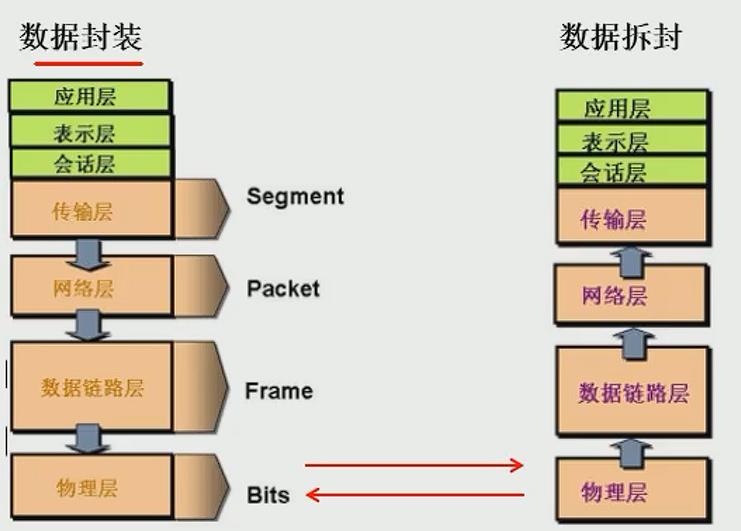 数据封装
应用层
表示层
会话层
传输层
Segment
网络层
Packet
数据链路层
Frame
物理层
Bits
数据拆封
应用层
表示层
会话层
传输层
网络层
数据链路层
物理层